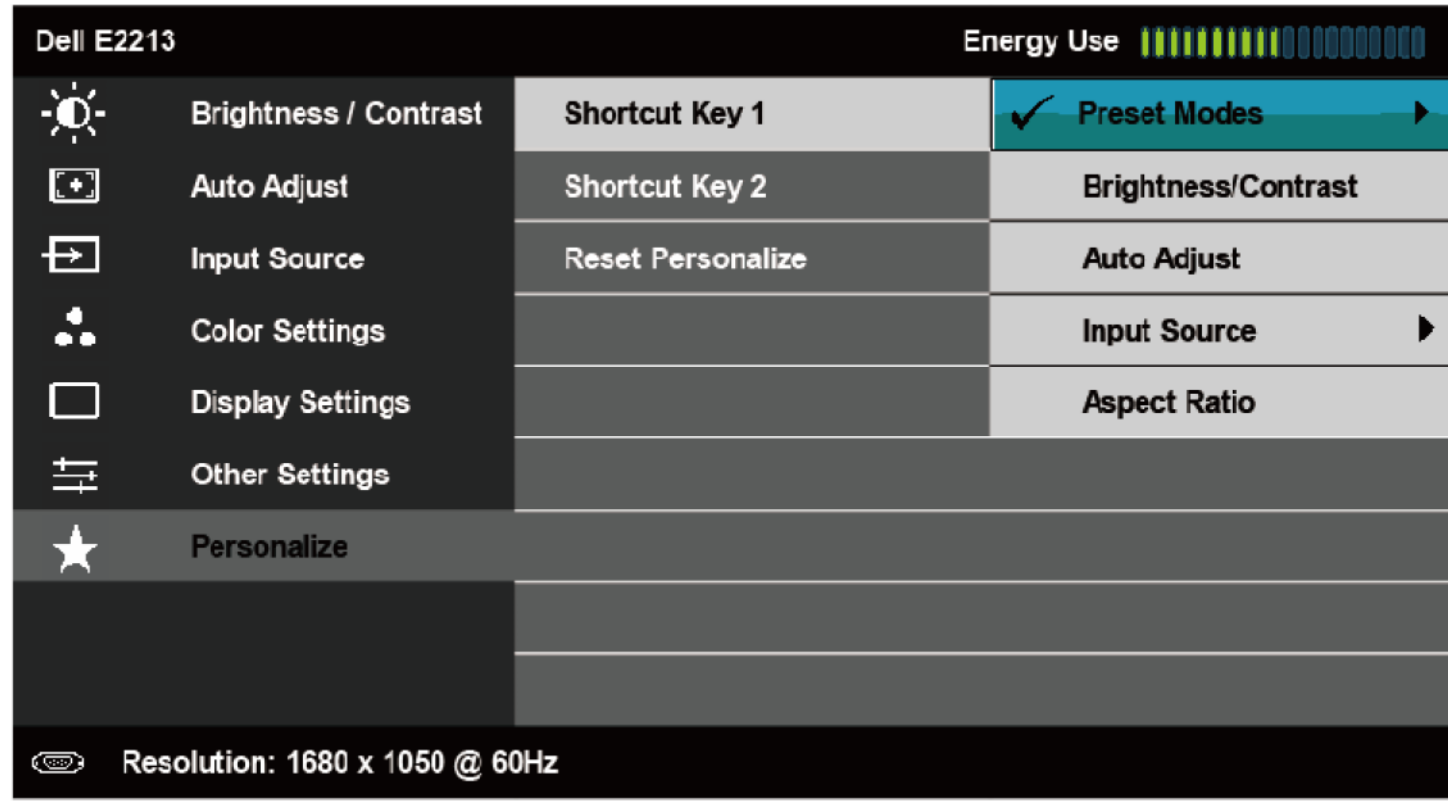 Dell E2213
Energy Use
Brightness / Contrast
Auto Adjust
Input Source
Color Settings
Display Settings
Other Settings
Personalize
Shortcut Key 1
Shortcut Key 2
Reset Personalize
Preset Modes
Brightness/Contrast
Auto Adjust
Input Source
Aspect Ratio
Resolution: 1680 x 1050 @ 60Hz